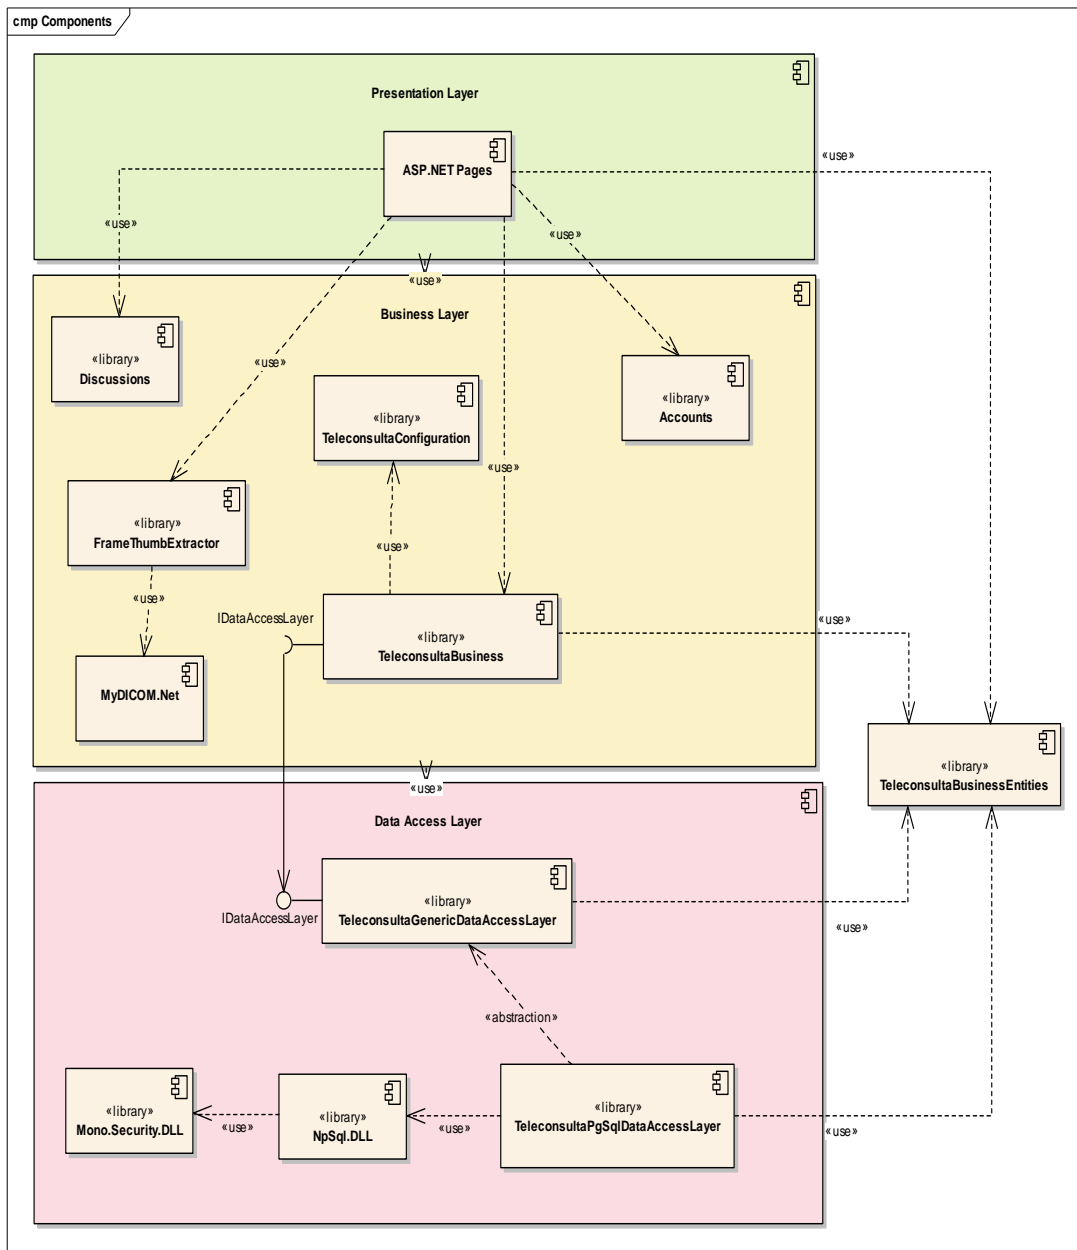 cmp Components
Presentation Layer
ASP.NET Pages
«use»
«use»
«use»
«use»
Business Layer
«library»
Discussions
«use»
«library»
TeleconsultaConfiguration
«library»
Accounts
«use»
«library»
FrameThumbExtractor
«use»
«use»
IDataAccessLayer
«library»
TeleconsultaBusiness
«use»
MyDICOM.Net
«library»
TeleconsultaBusinessEntities
«use»
Data Access Layer
«library»
TeleconsultaGenericDataAccessLayer
IDataAccessLayer
«use»
«abstraction»
«library»
Mono.Security.DLL
«use»
«library»
NpSql.DLL
«use»
«library»
TeleconsultaPgSqlDataAccessLayer
«use»